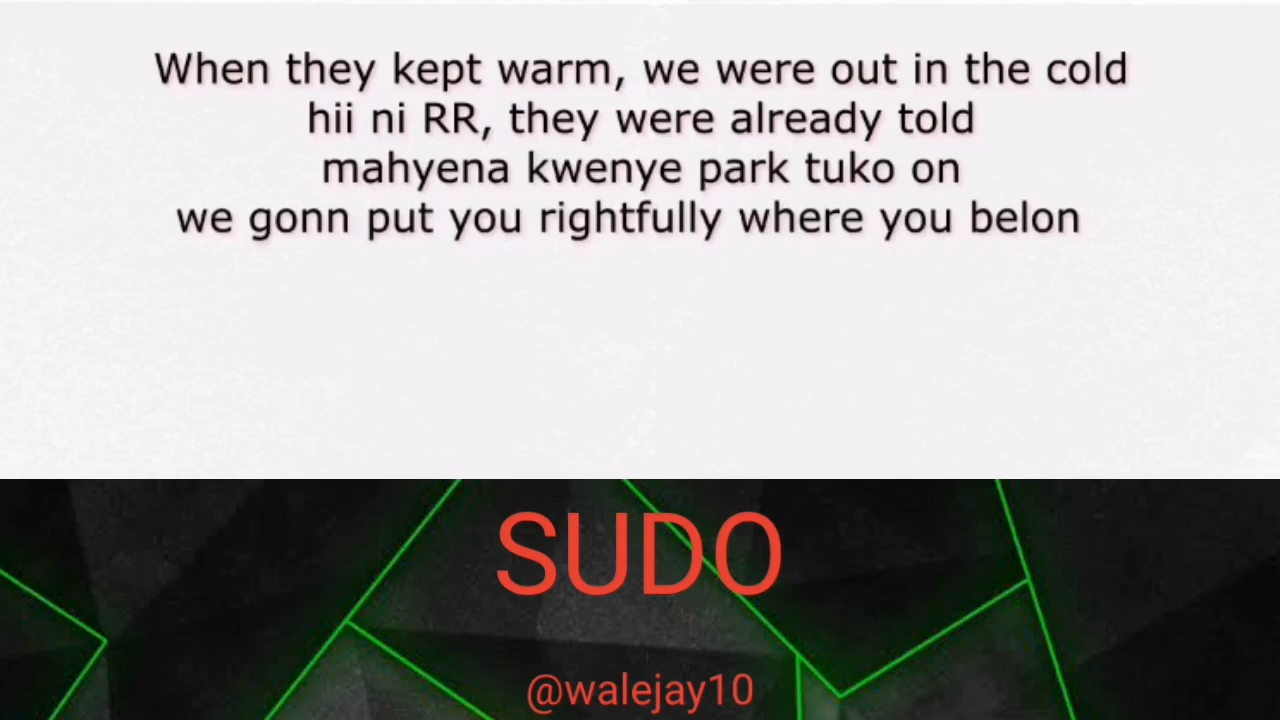 When they kept warm, we were out in the cold
hii ni RR, they were already told
mahyena kwenye park tuko on
we gonn put you rightfully where you belon
SUDO
@walejay10